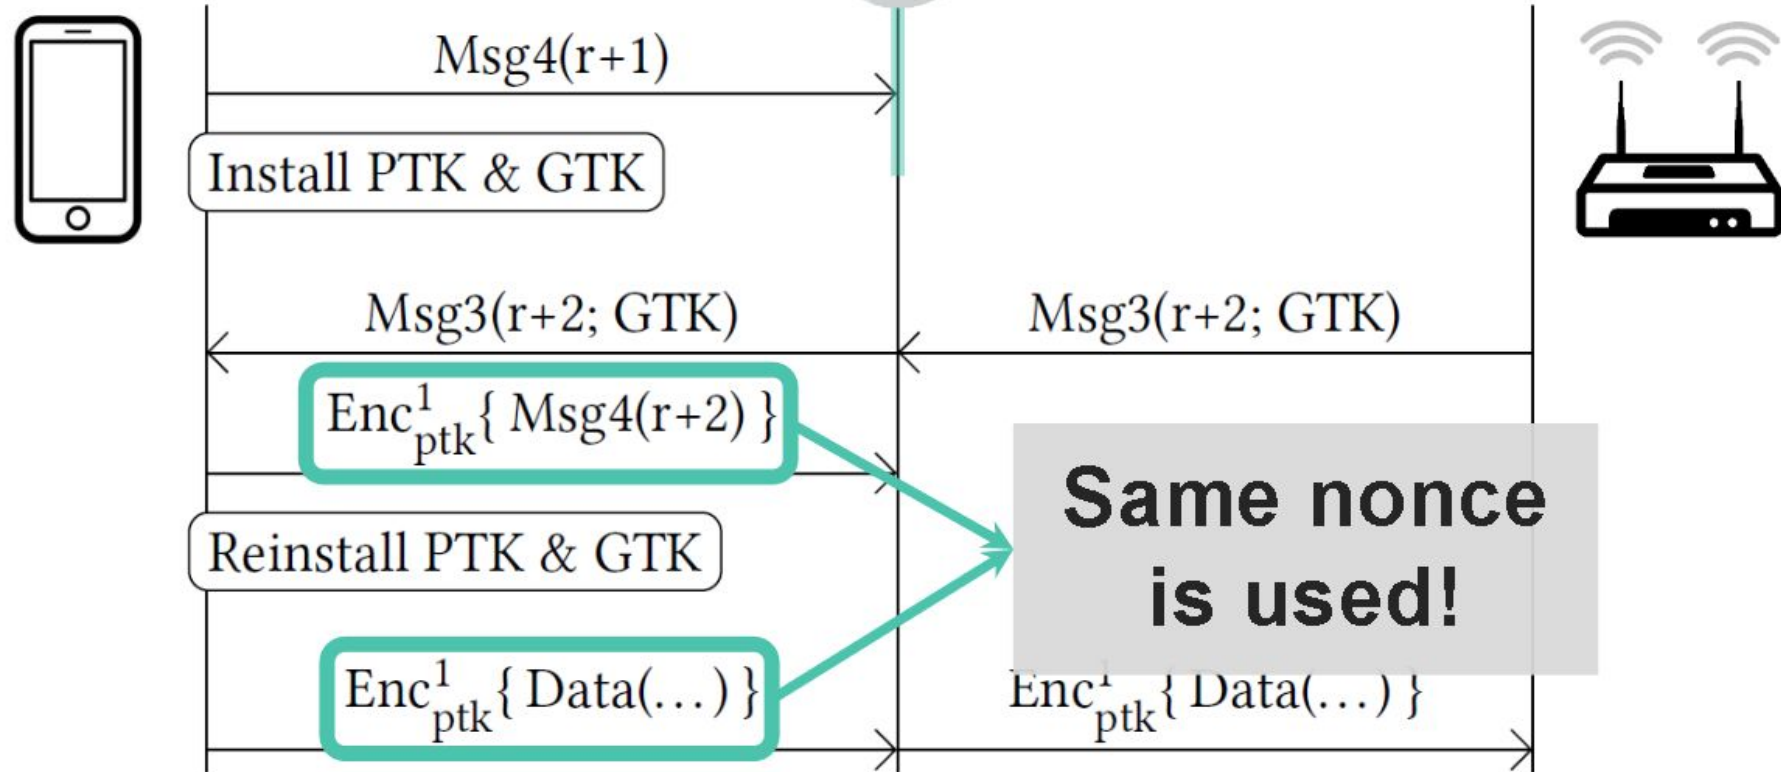 Msg4(r+1)
Install PTK & GTK
Msg3(r+2; GTK)
Msg3(r+2; GTK)
Enc¹ptk{ Msg4(r+2) }
Same nonce
is used!
Reinstall PTK & GTK
Enc¹ptk{ Data(…) }
Enc¹ptk{ Data(…) }